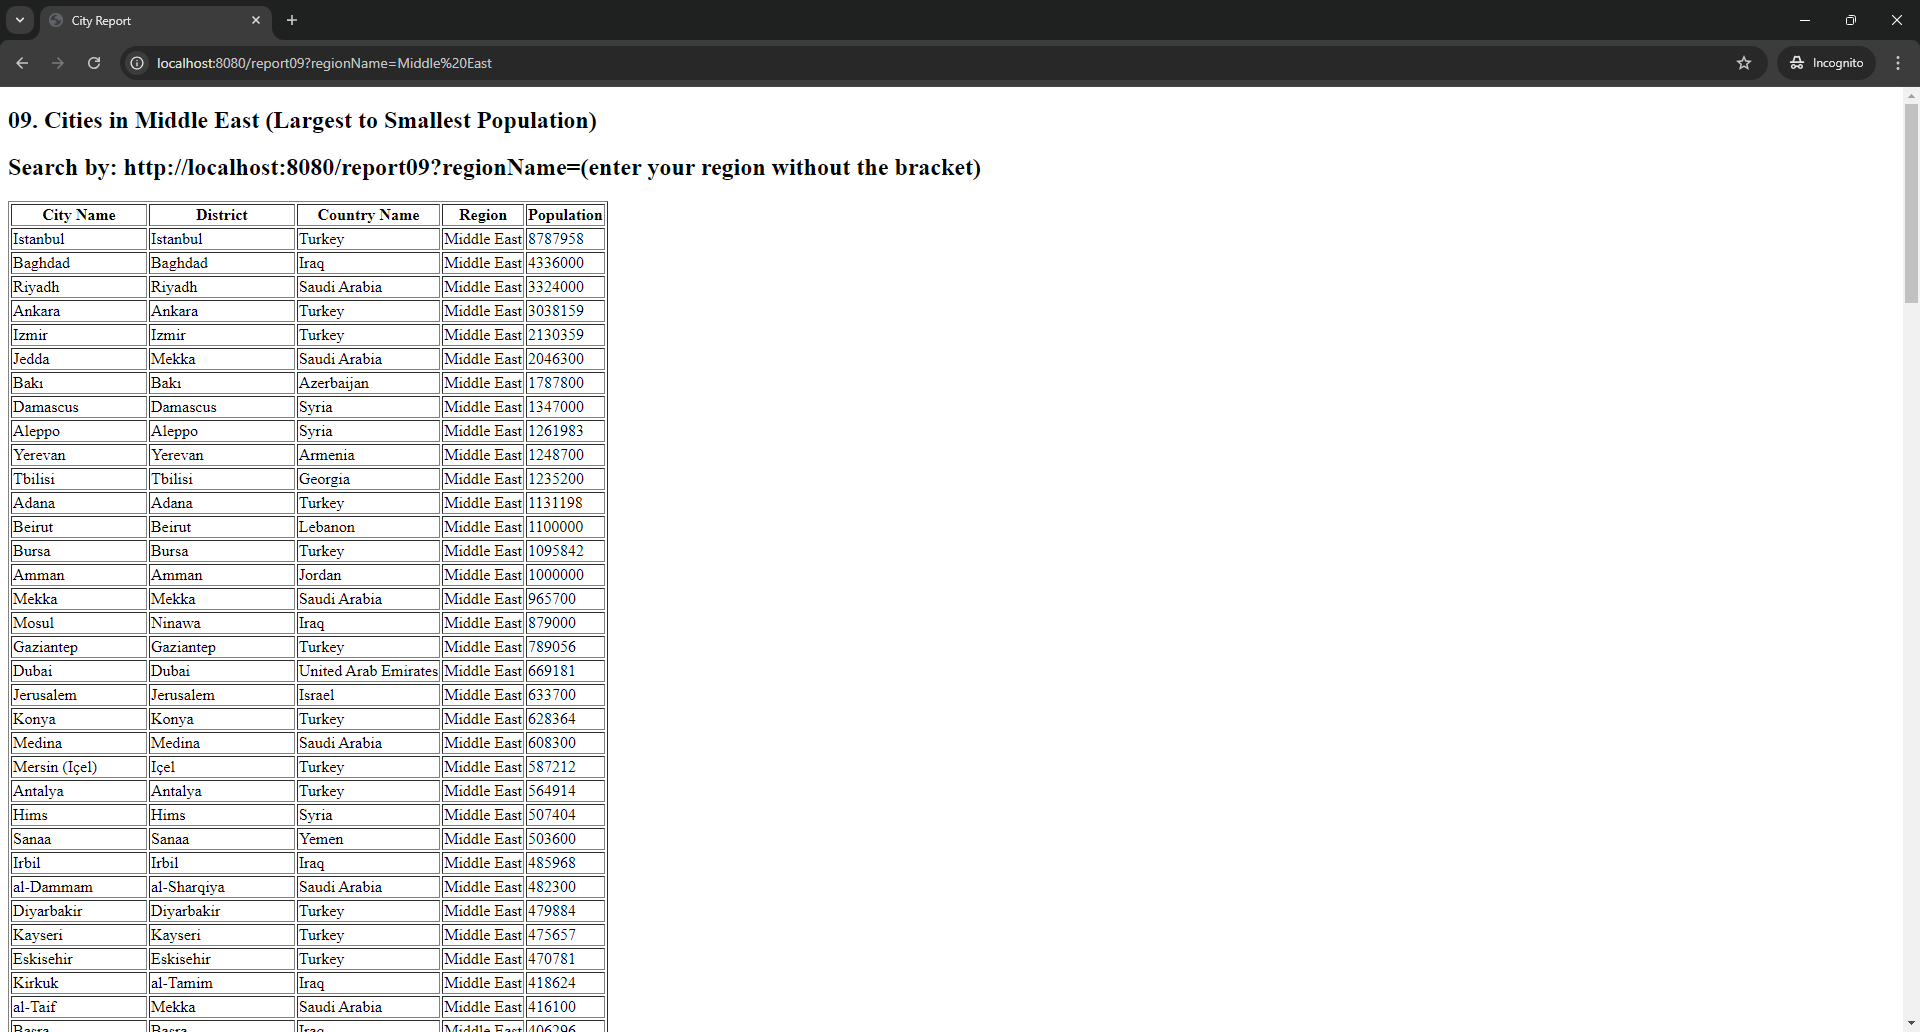 City Report
localhost:8080/report09?regionName=Middle%20East
Incognito
09. Cities in Middle East (Largest to Smallest Population)
Search by: http://localhost:8080/report09?regionName=(enter your region without the bracket)
City Name District Country Name Region Population
Istanbul Istanbul Turkey Middle East 8787958
Baghdad Baghdad Iraq Middle East 4336000
Riyadh Riyadh Saudi Arabia Middle East 3324000
Ankara Ankara Turkey Middle East 3038159
Izmir Izmir Turkey Middle East 2130359
Jedda Mekka Saudi Arabia Middle East 2046300
Bakı Bakı Azerbaijan Middle East 1787800
Damascus Damascus Syria Middle East 1347000
Aleppo Aleppo Syria Middle East 1261983
Yerevan Yerevan Armenia Middle East 1248700
Tbilisi Tbilisi Georgia Middle East 1235200
Adana Adana Turkey Middle East 1131198
Beirut Beirut Lebanon Middle East 1100000
Bursa Bursa Turkey Middle East 1095842
Amman Amman Jordan Middle East 1000000
Mekka Mekka Saudi Arabia Middle East 965700
Mosul Ninawa Iraq Middle East 879000
Gaziantep Gaziantep Turkey Middle East 789056
Dubai Dubai United Arab Emirates Middle East 669181
Jerusalem Jerusalem Israel Middle East 633700
Konya Konya Turkey Middle East 628364
Medina Medina Saudi Arabia Middle East 608300
Mersin (Içel) Içel Turkey Middle East 587212
Antalya Antalya Turkey Middle East 564914
Hims Hims Syria Middle East 507404
Sanaa Sanaa Yemen Middle East 503600
Irbil Irbil Iraq Middle East 485968
al-Dammam al-Sharqiya Saudi Arabia Middle East 482300
Diyarbakir Diyarbakir Turkey Middle East 479884
Kayseri Kayseri Turkey Middle East 475657
Eskisehir Eskisehir Turkey Middle East 470781
Kirkuk al-Tamim Iraq Middle East 418624
al-Taif Mekka Saudi Arabia Middle East 416100
Basra Basra Iraq Middle East 406296